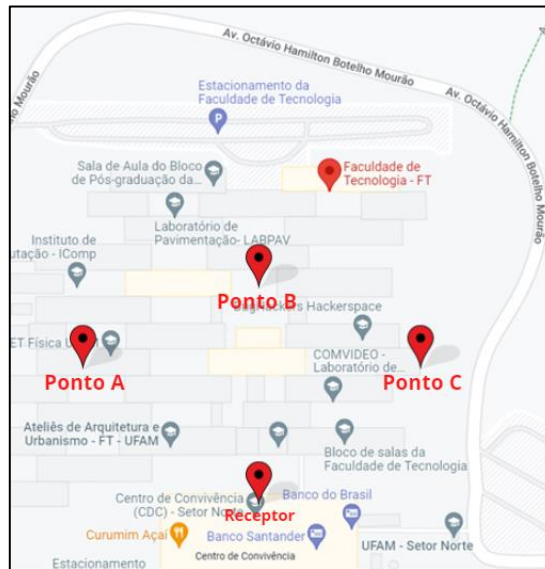 Av. Octávio Hamilton Botelho Mourão
Av. Octávio Hamilton Botelho Mourão
Mourão
Estacionamento da
Faculdade de Tecnologia
P
Sala de Aula do Bloco
de Pós-graduação da...
Faculdade de
Tecnologia - FT
Laboratório de
Pavimentação- LABPAV
Instituto de
utação - IComp
Ponto B
Hackers Hackerspace
ET Física U
COMVIDEO -
Laboratório de...
Ponto A
Ponto C
Ateliês de Arquitetura e
Urbanismo - FT - UFAM
Bloco de salas da
Faculdade de Tecnologia
Centro de Convivência
(CDC) - Setor Norte
Banco do Brasil
Receptor
Curumim Açaí
Banco Santander
UFAM - Setor Norte
Centro de Convivência
Estacionamento